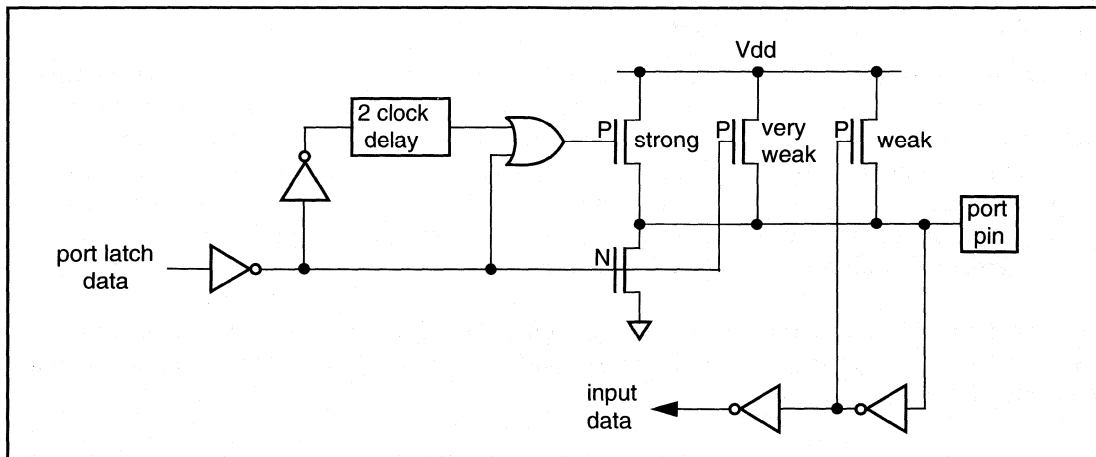 Vdd
2 clock
delay
P
strong
P
very
weak
P
weak
port
pin
port latch
data
N
input
data